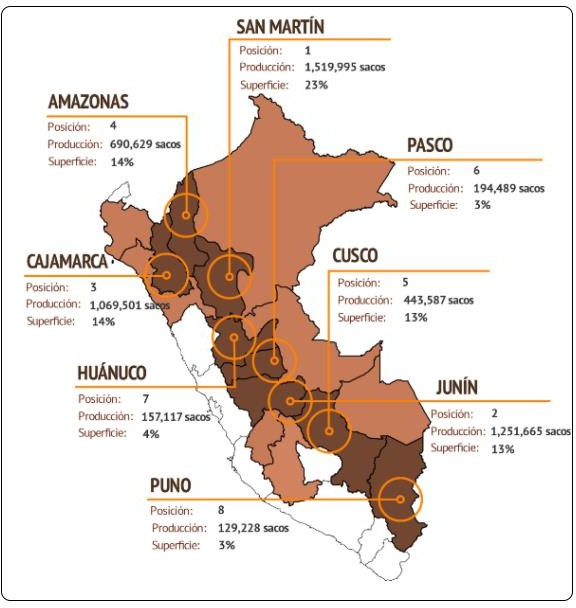 SAN MARTÍN
Posición: 1
Producción: 1,519,995 sacos
Superficie: 23%
AMAZONAS
Posición: 4
Producción: 690,629 sacos
Superficie: 14%
PASCO
Posición: 6
Producción: 194,489 sacos
Superficie: 3%
CAJAMARCA
Posición: 3
Producción: 1,069,501 sacos
Superficie: 14%
CUSCO
Posición: 5
Producción: 443,587 sacos
Superficie: 13%
HUÁNUCO
Posición: 7
Producción: 157,117 sacos
Superficie: 4%
JUNÍN
Posición: 2
Producción: 1,251,665 sacos
Superficie: 13%
PUNO
Posición: 8
Producción: 129,228 sacos
Superficie: 3%